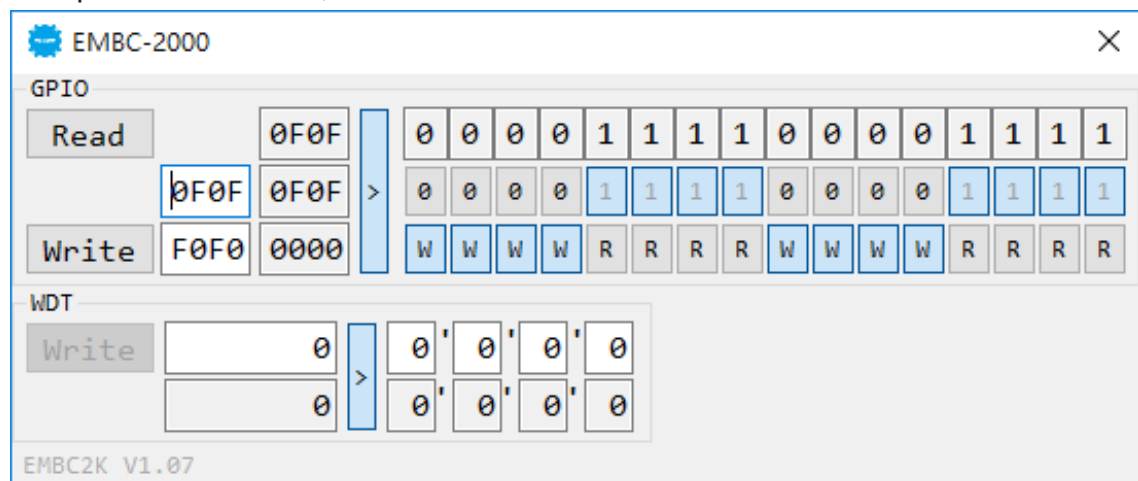 EMBC-2000
GPIO
Read 0F0F 0 0 0 0 1 1 1 1 0 0 0 0 1 1 1 1
0F0F 0F0F > 0 0 0 0 1 1 1 1 0 0 0 0 1 1 1 1
Write F0F0 0000 W W W W R R R R W W W W R R R R
WDT
Write 0 0 ' 0 ' 0 ' 0
>
0 0 ' 0 ' 0 ' 0
EMBC2K V1.07